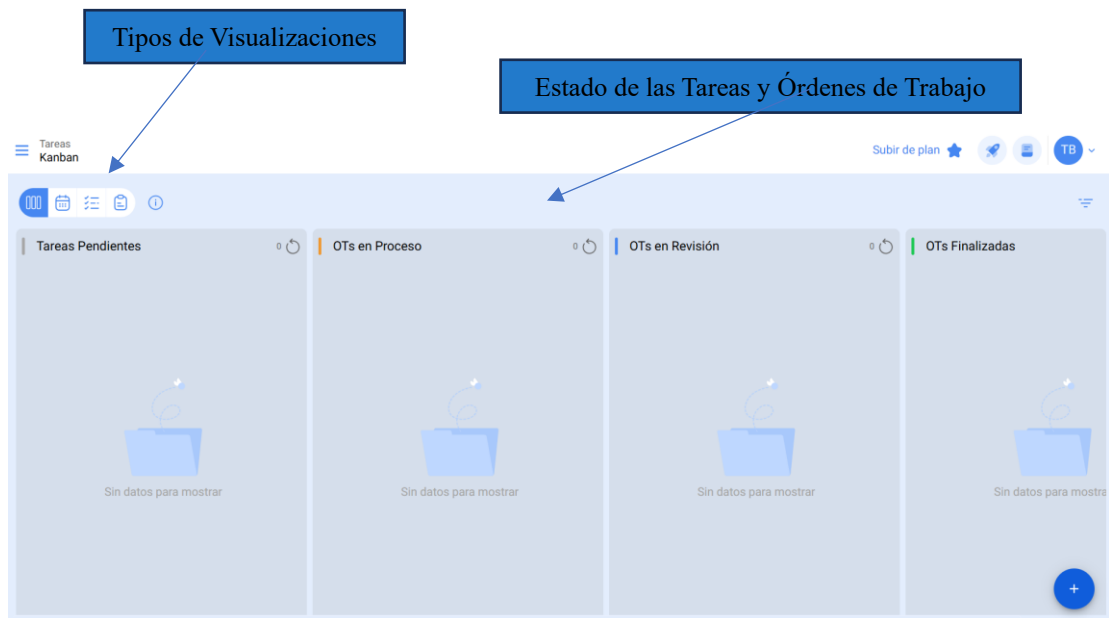 Tipos de Visualizaciones
Estado de las Tareas y Órdenes de Trabajo
Tareas
Kanban
Subir de plan
TB
Tareas Pendientes 0
OTs en Proceso 0
OTs en Revisión 0
OTs Finalizadas
Sin datos para mostrar
Sin datos para mostrar
Sin datos para mostrar
Sin datos para mostra
+